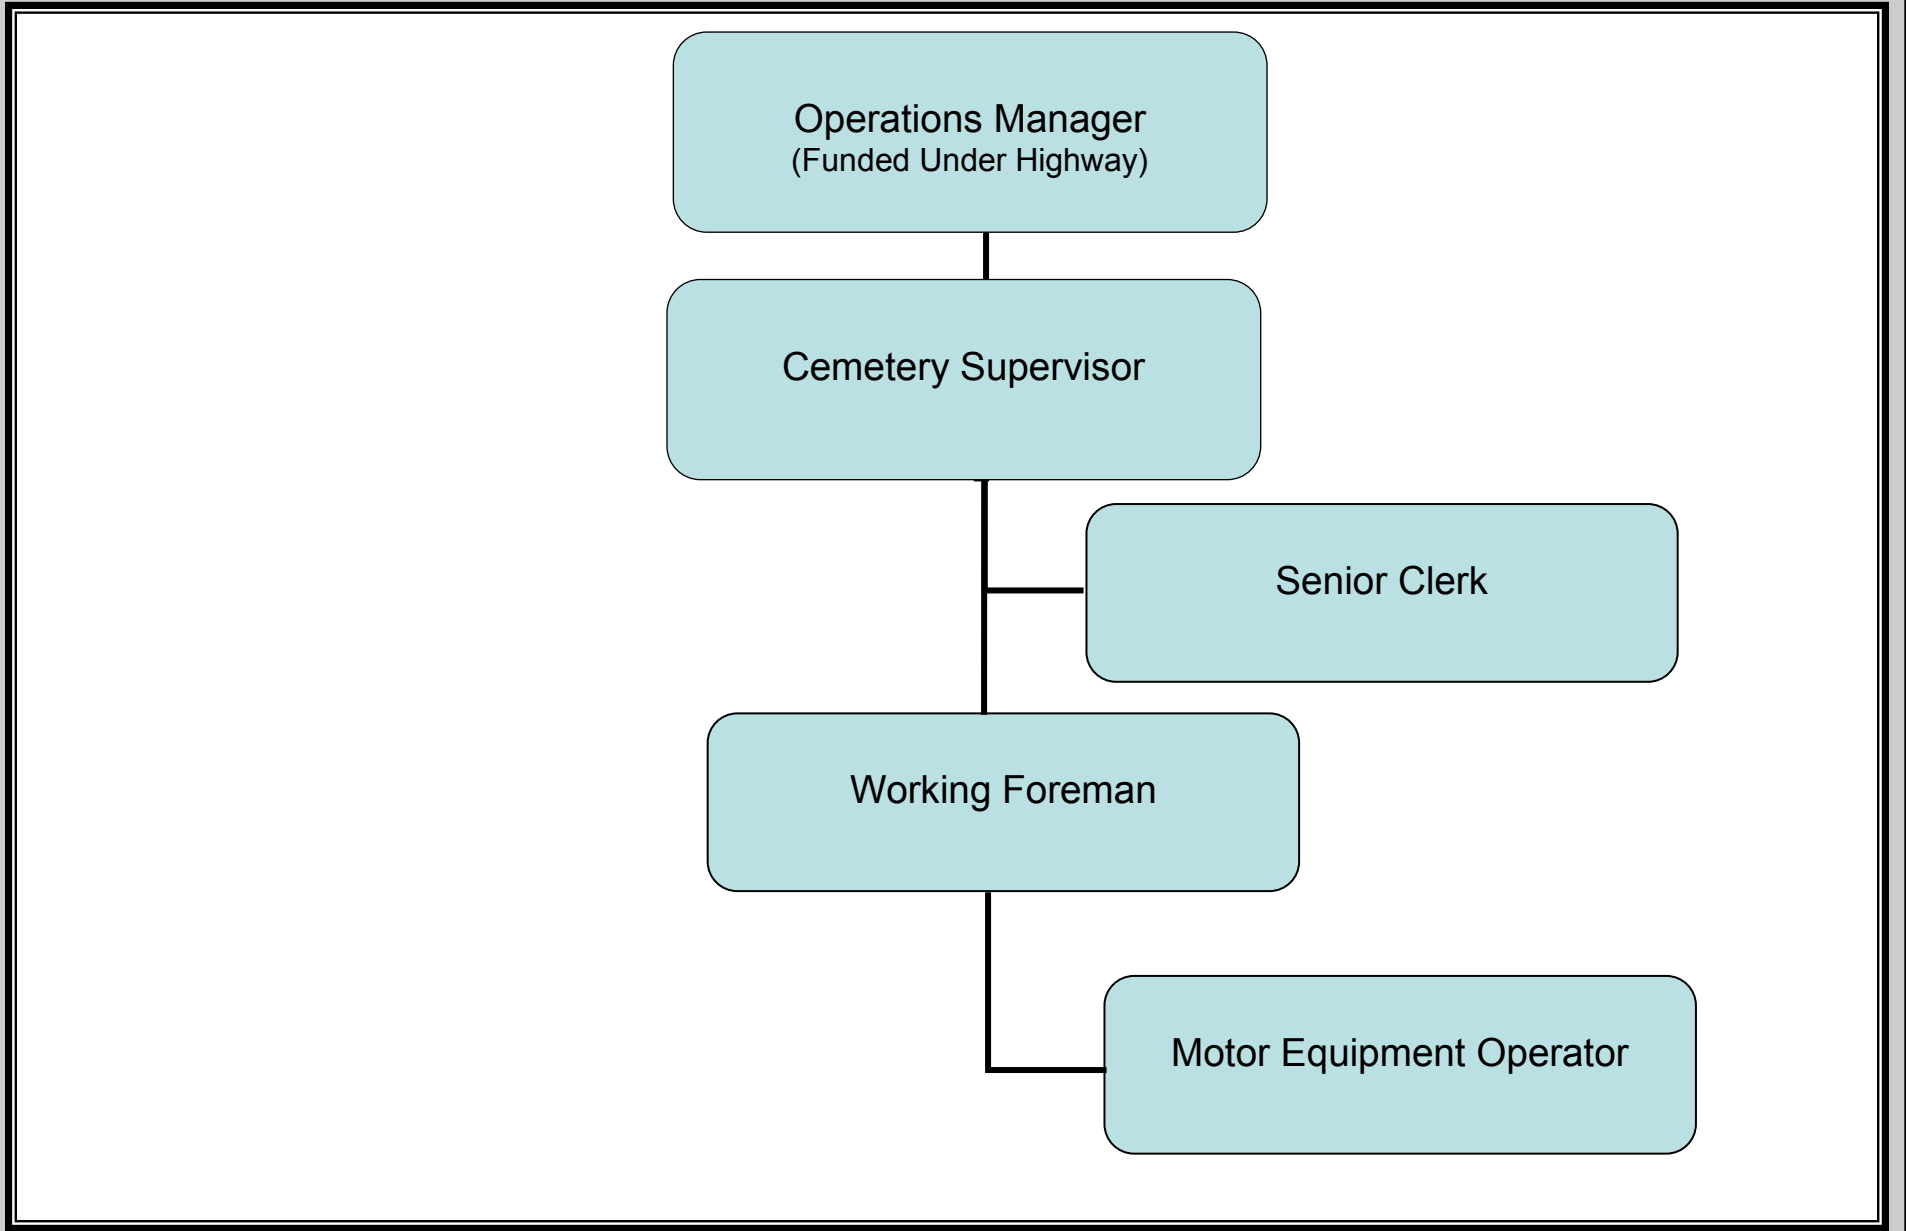 Operations Manager
(Funded Under Highway)
Cemetery Supervisor
Senior Clerk
Working Foreman
Motor Equipment Operator